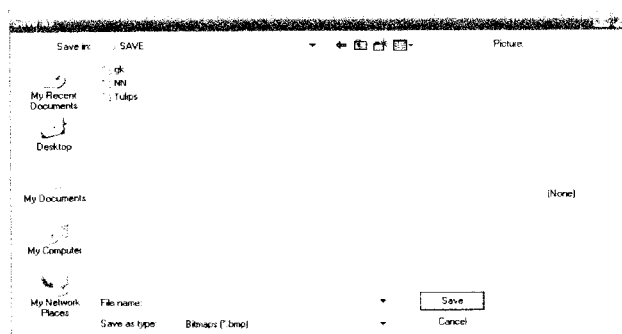 Save in: SAVE Picture:
gk
NN
Tulips
My Recent
Documents
Desktop
My Documents
(None)
My Computer
My Network
Places
File name: Save
Save as type: Bitmaps (*.bmp) Cancel